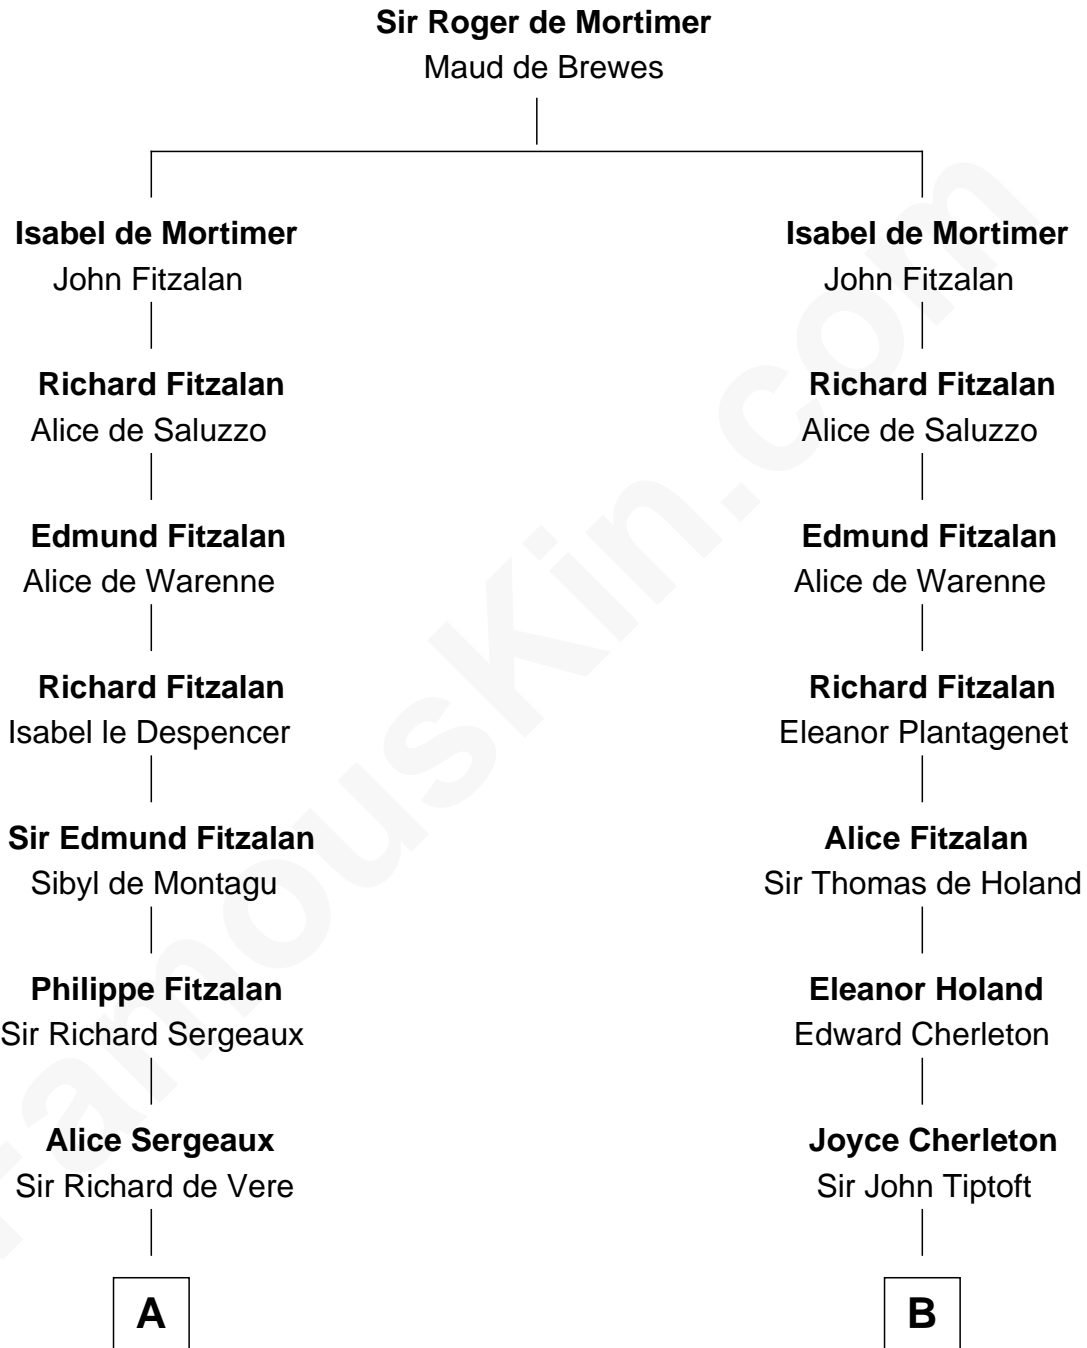 Sir Roger de Mortimer
Maud de Brewes
Isabel de Mortimer
John Fitzalan
Isabel de Mortimer
John Fitzalan
Richard Fitzalan
Alice de Saluzzo
Richard Fitzalan
Alice de Saluzzo
Edmund Fitzalan
Alice de Warenne
Edmund Fitzalan
Alice de Warenne
Richard Fitzalan
Isabel le Despencer
Richard Fitzalan
Eleanor Plantagenet
Sir Edmund Fitzalan
Sibyl de Montagu
Alice Fitzalan
Sir Thomas de Holand
Philippe Fitzalan
Sir Richard Sergeaux
Eleanor Holand
Edward Cherleton
Alice Sergeaux
Sir Richard de Vere
Joyce Cherleton
Sir John Tiptoft
A
B
FamousKin.com